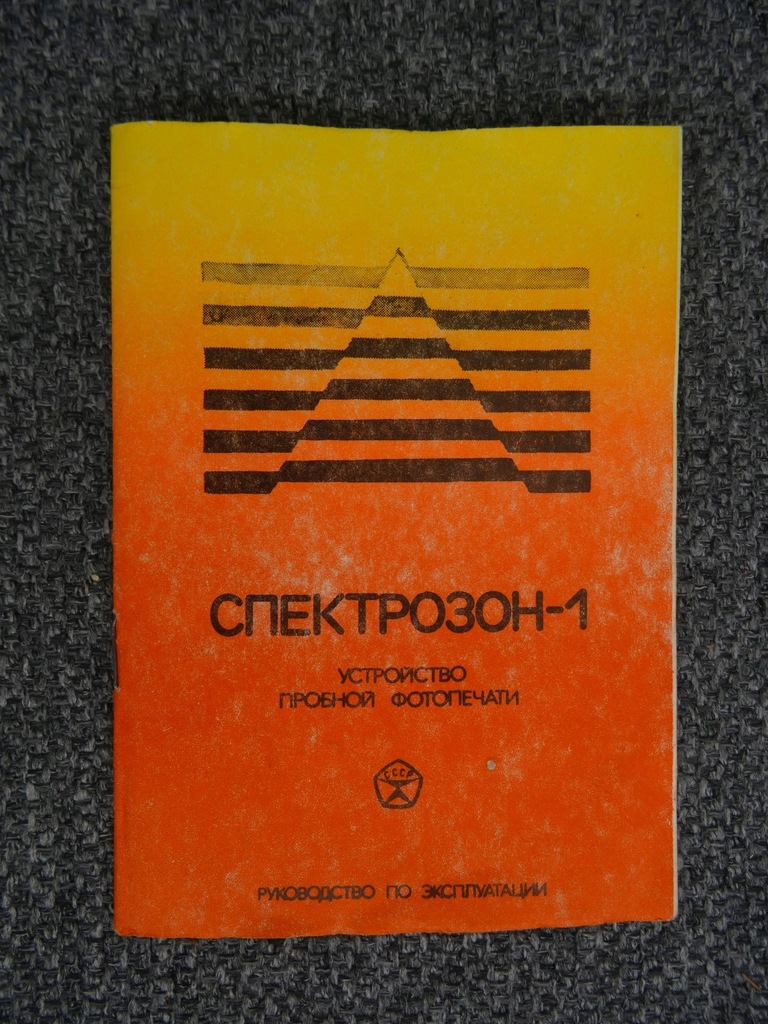 СПЕКТРОЗОН-1
УСТРОЙСТВО
ПРОБНОЙ ФОТОПЕЧАТИ
СССР
РУКОВОДСТВО ПО ЭКСПЛУАТАЦИИ